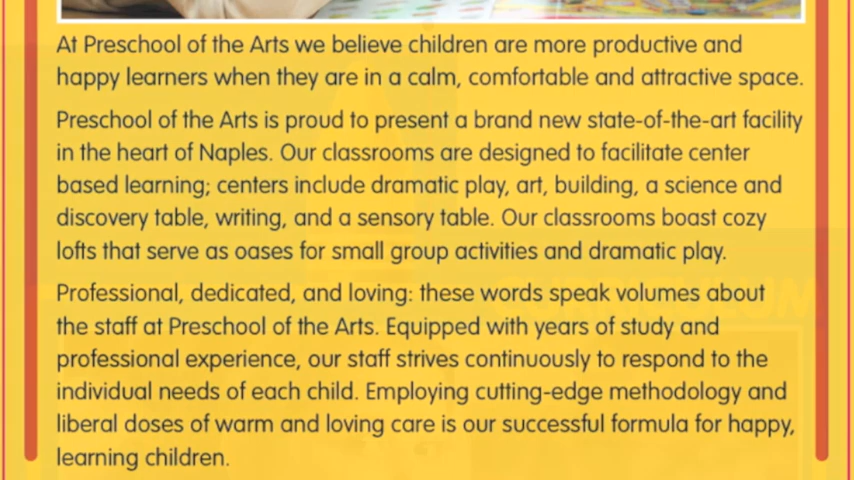 At Preschool of the Arts we believe children are more productive and
happy learners when they are in a calm, comfortable and attractive space.
Preschool of the Arts is proud to present a brand new state-of-the-art facility
in the heart of Naples. Our classrooms are designed to facilitate center
based learning; centers include dramatic play, art, building, a science and
discovery table, writing, and a sensory table. Our classrooms boast cozy
lofts that serve as oases for small group activities and dramatic play.
Professional, dedicated, and loving: these words speak volumes about
the staff at Preschool of the Arts. Equipped with years of study and
professional experience, our staff strives continuously to respond to the
individual needs of each child. Employing cutting-edge methodology and
liberal doses of warm and loving care is our successful formula for happy,
learning children.